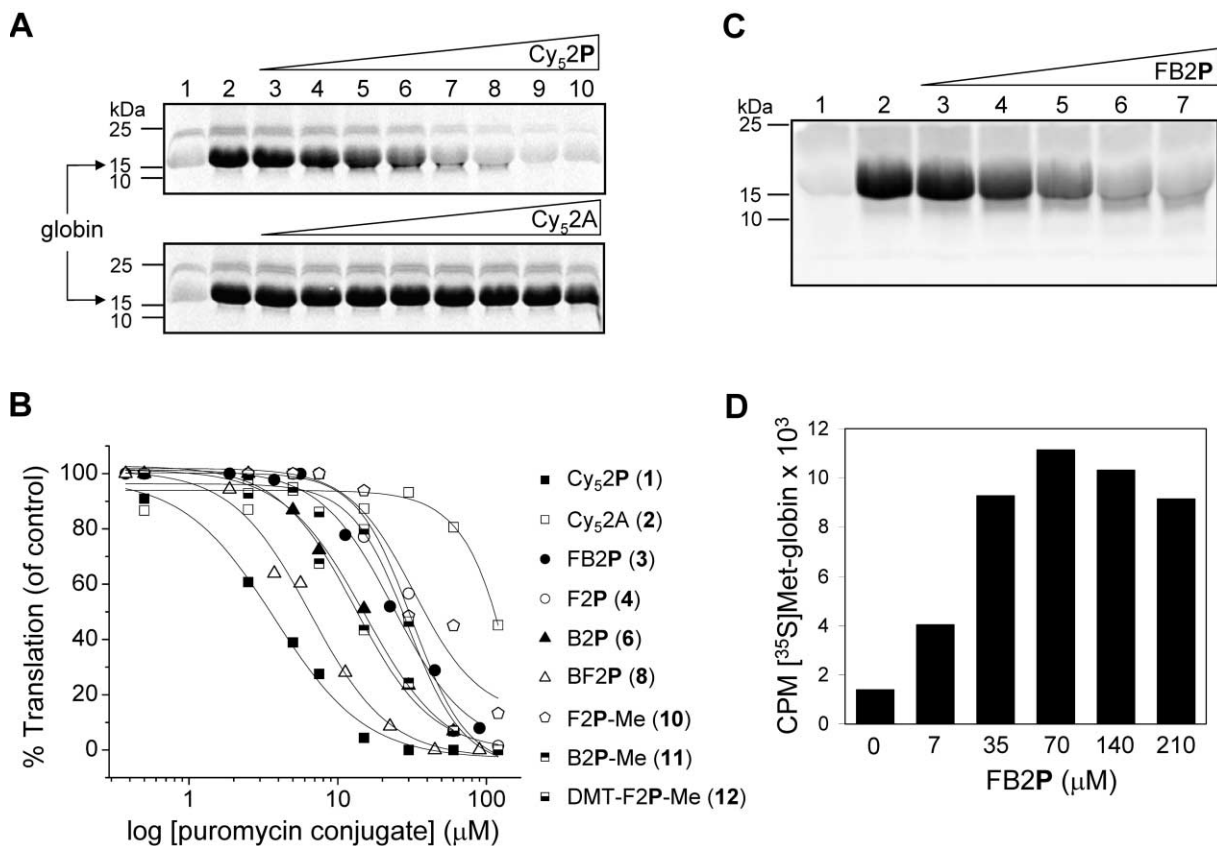 A
Cy₅2P
1 2 3 4 5 6 7 8 9 10
kDa
25
15
10
globin
Cy₅2A
25
15
10
C
FB2P
1 2 3 4 5 6 7
kDa
25
15
10
B
% Translation (of control)
100
80
60
40
20
0
1 10 100
log [puromycin conjugate] (μM)
Cy₅2P (1)
Cy₅2A (2)
FB2P (3)
F2P (4)
B2P (6)
BF2P (8)
F2P-Me (10)
B2P-Me (11)
DMT-F2P-Me (12)
D
CPM [³⁵S]Met-globin x 10³
12
10
8
6
4
2
0
0 7 35 70 140 210
FB2P (μM)